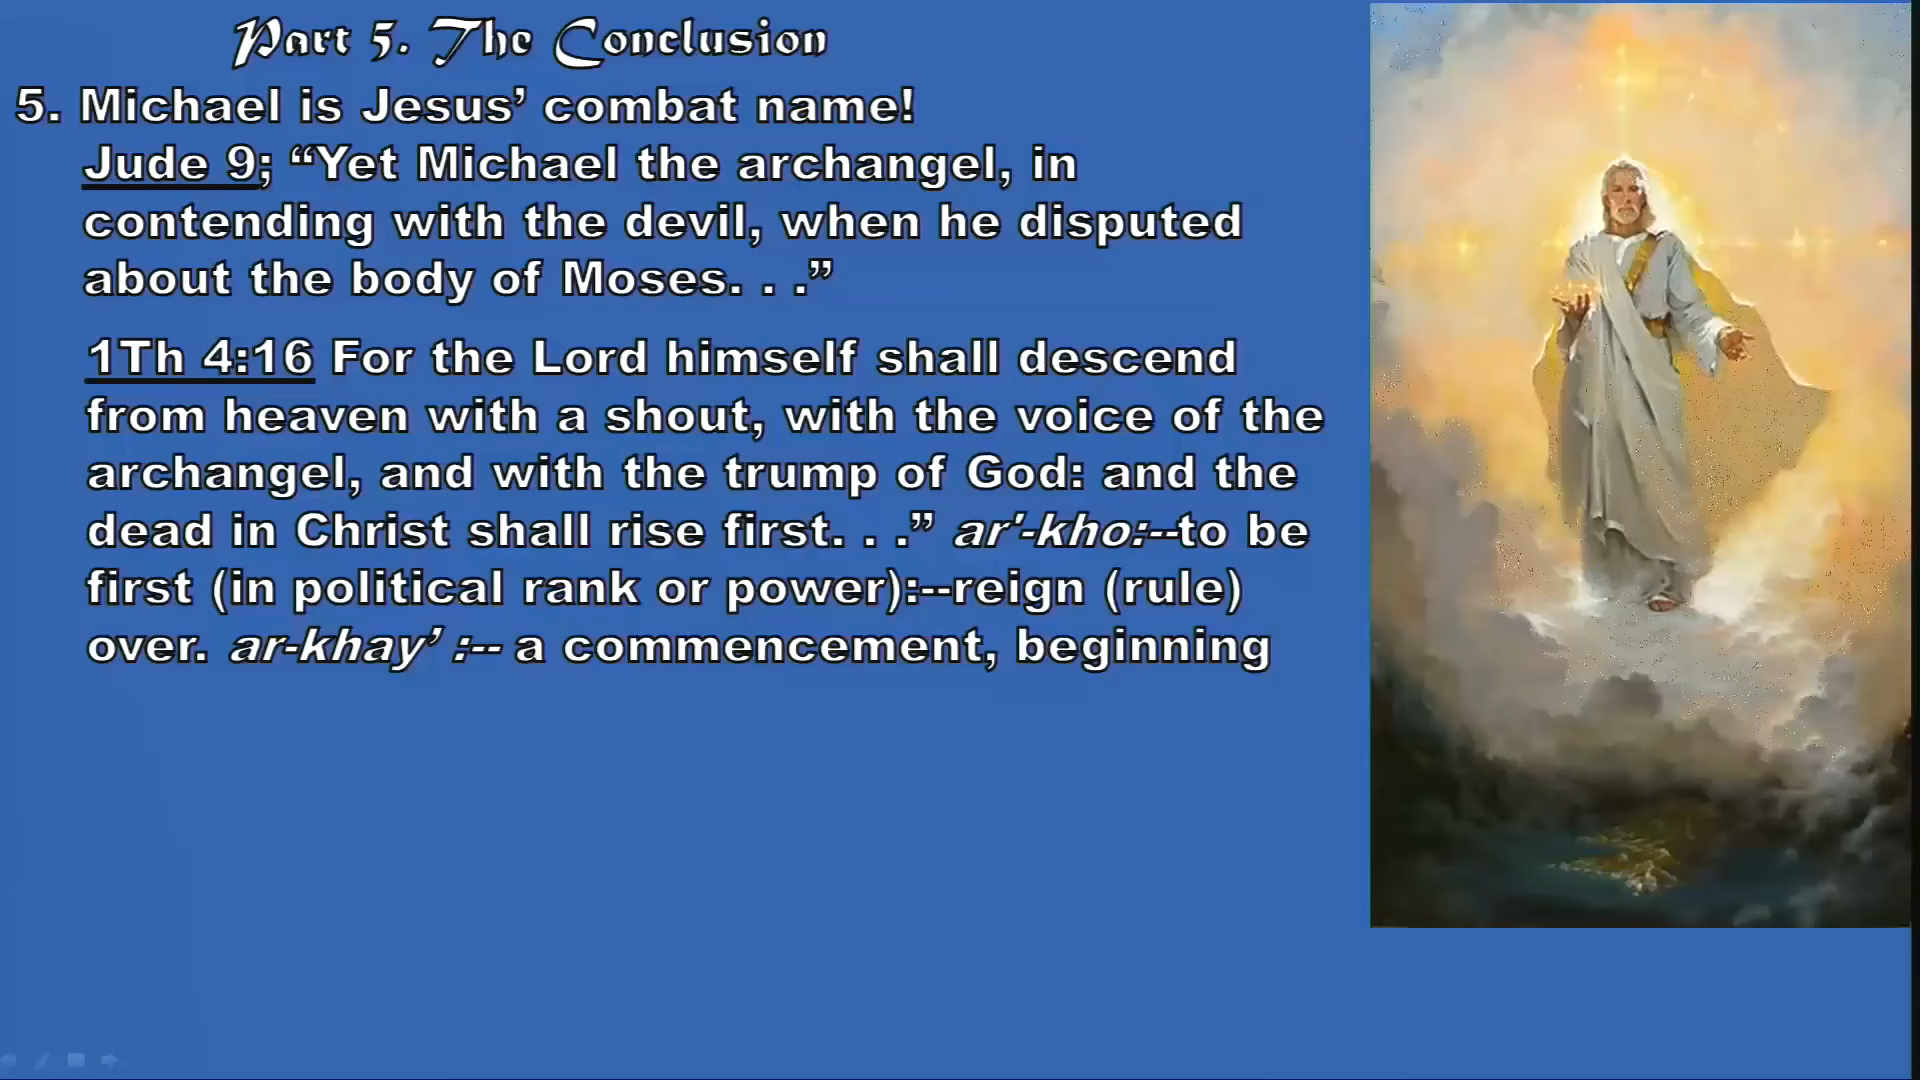 Part 5. The Conclusion
5. Michael is Jesus’ combat name!
Jude 9; “Yet Michael the archangel, in
contending with the devil, when he disputed
about the body of Moses. . .”
1Th 4:16 For the Lord himself shall descend
from heaven with a shout, with the voice of the
archangel, and with the trump of God: and the
dead in Christ shall rise first. . .” ar'-kho:--to be
first (in political rank or power):--reign (rule)
over. ar-khay’ :-- a commencement, beginning